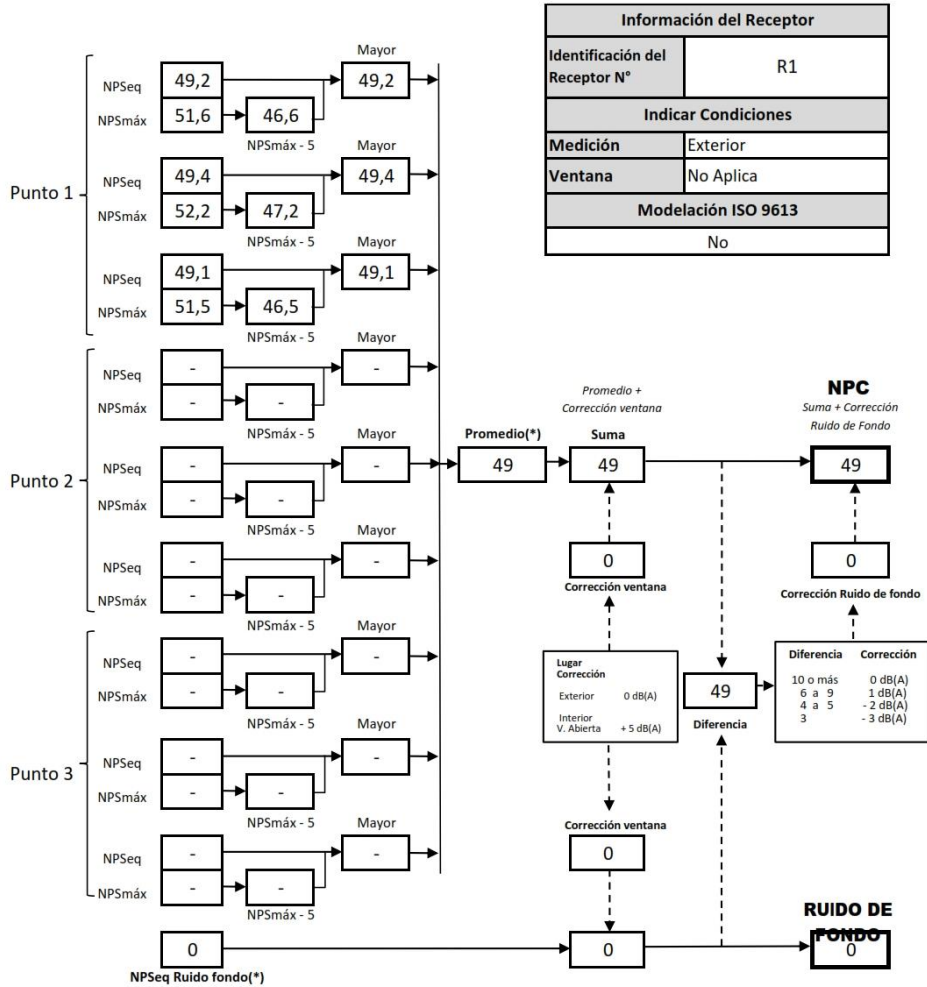 Información del Receptor
Identificación del
Receptor N°
R1
Indicar Condiciones
Medición Exterior
Ventana No Aplica
Modelación ISO 9613
No
Punto 1
Mayor
NPSeq 49,2 49,2
NPSmáx 51,6 46,6
NPSmáx - 5
Mayor
NPSeq 49,4 49,4
NPSmáx 52,2 47,2
NPSmáx - 5
Mayor
NPSeq 49,1 49,1
NPSmáx 51,5 46,5
NPSmáx - 5
Punto 2
Mayor
NPSeq - -
NPSmáx - -
NPSmáx - 5
Mayor
NPSeq - -
NPSmáx - -
NPSmáx - 5
Mayor
NPSeq - -
NPSmáx - -
NPSmáx - 5
Punto 3
Mayor
NPSeq - -
NPSmáx - -
NPSmáx - 5
Mayor
NPSeq - -
NPSmáx - -
NPSmáx - 5
Mayor
NPSeq - -
NPSmáx - -
NPSmáx - 5
Promedio(*)
49
Promedio +
Corrección ventana
Suma
49
0
Corrección ventana
Lugar
Corrección
Exterior 0 dB(A)
Interior
V. Abierta + 5 dB(A)
Corrección ventana
0
NPC
Suma + Corrección
Ruido de Fondo
49
0
Corrección Ruido de fondo
49
Diferencia
Diferencia Corrección
10 o más 0 dB(A)
6 a 9 1 dB(A)
4 a 5 - 2 dB(A)
3 - 3 dB(A)
0
NPSeq Ruido fondo(*)
0
RUIDO DE
FONDO
0